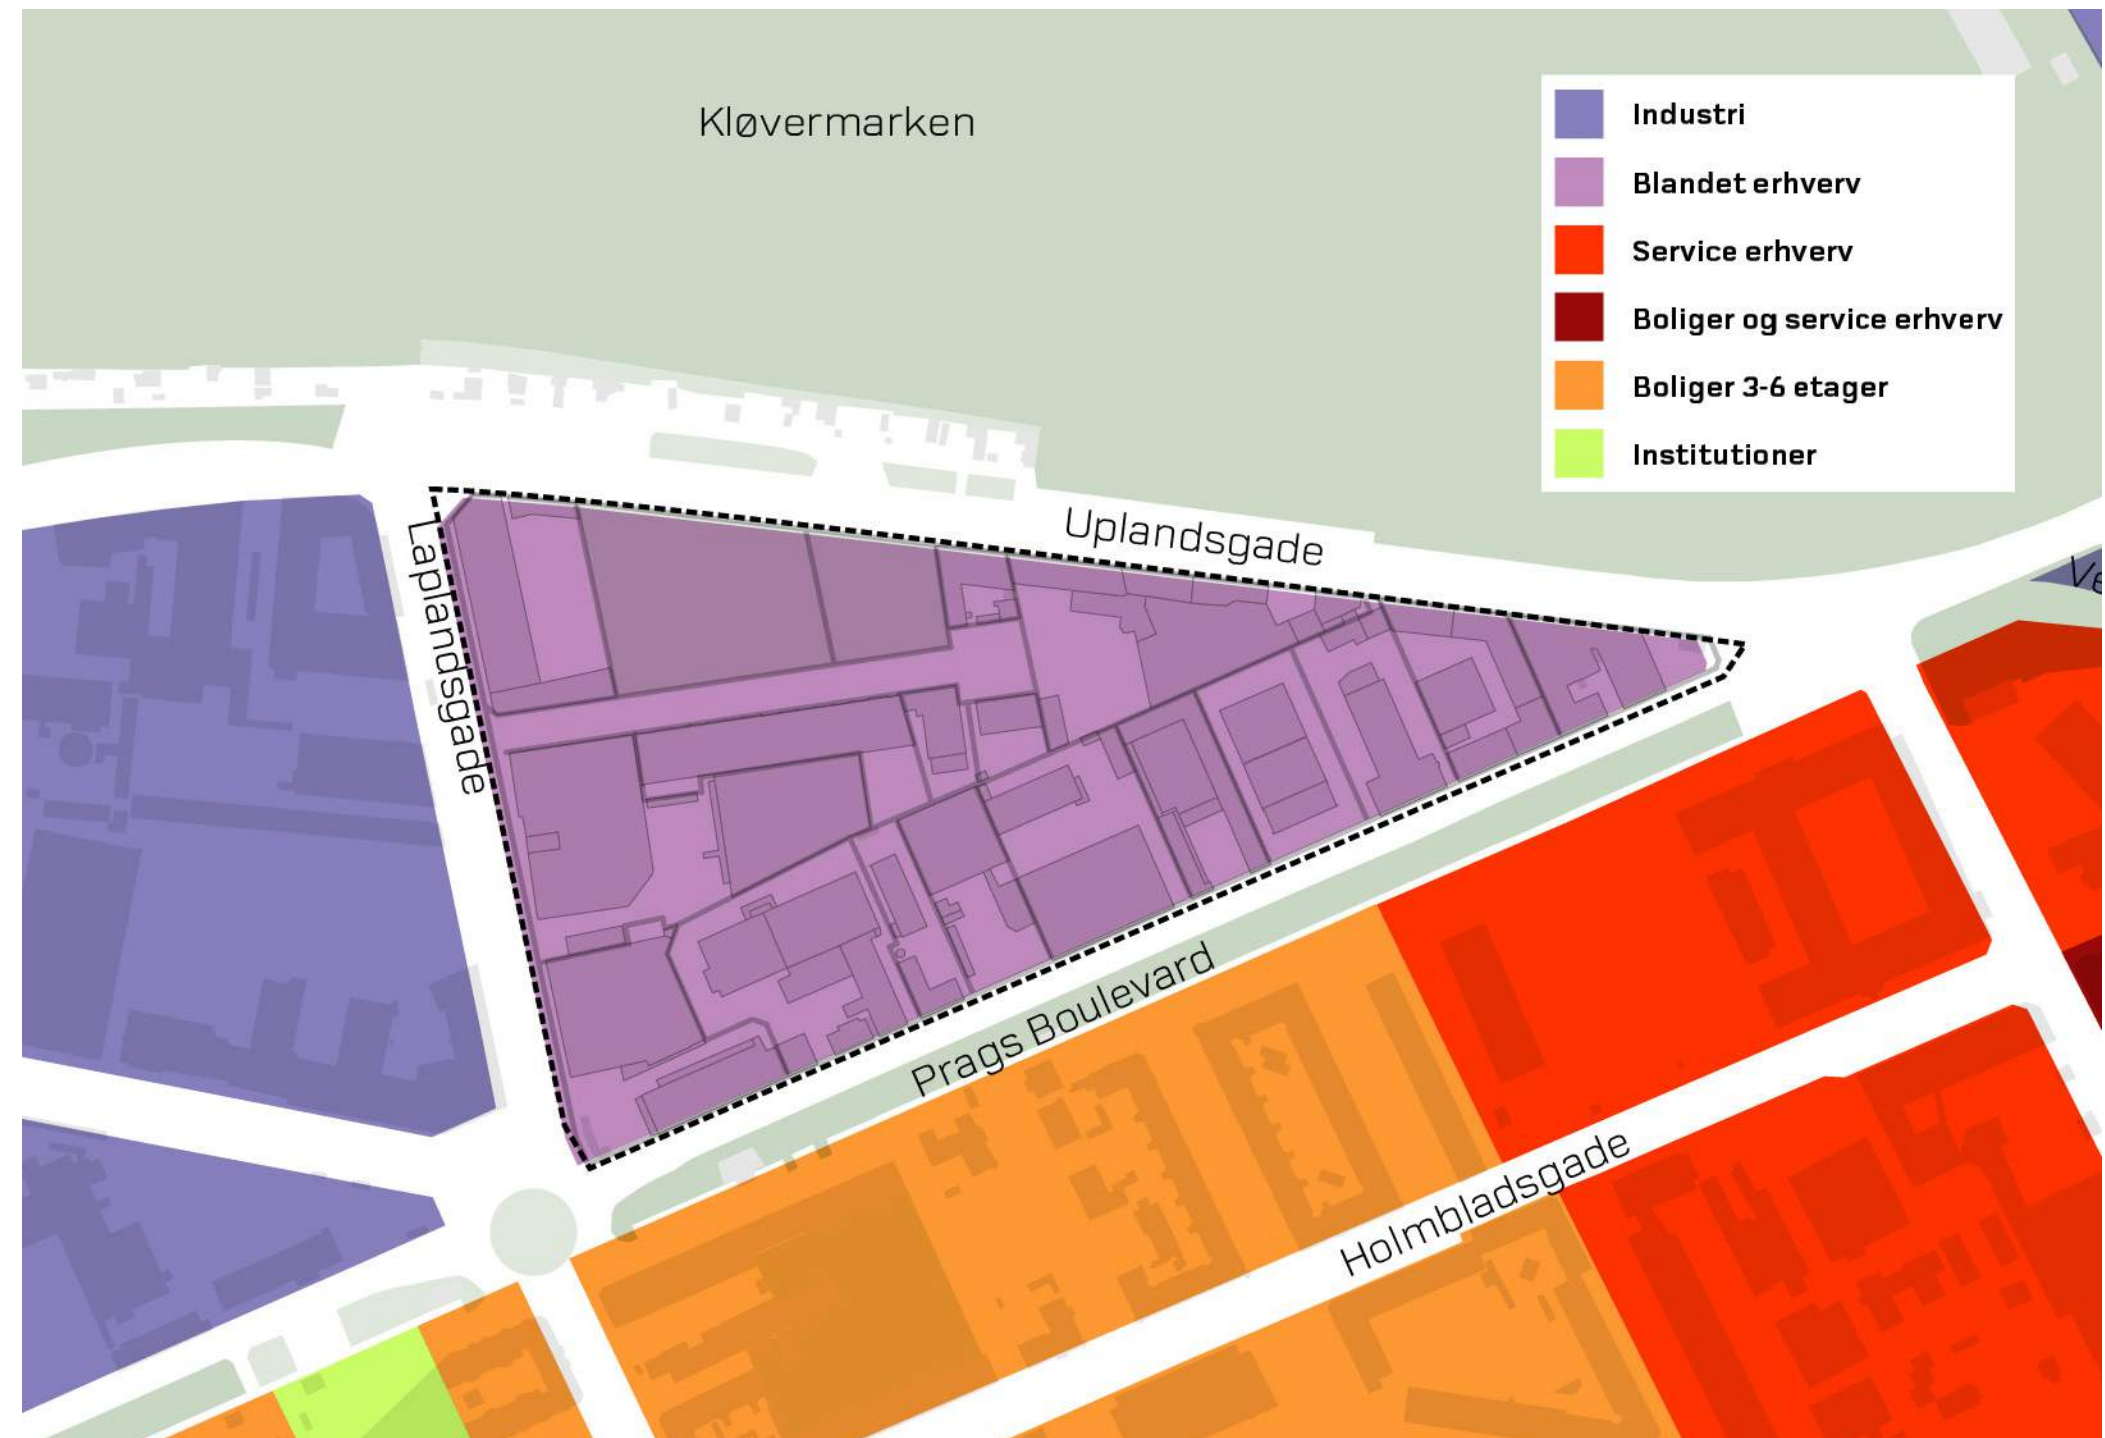 Kløvermarken
Industri
Blandet erhverv
Service erhverv
Boliger og service erhverv
Boliger 3-6 etager
Institutioner
Uplandsgade
Laplandsgade
Ve
Prags Boulevard
Holmbladsgade